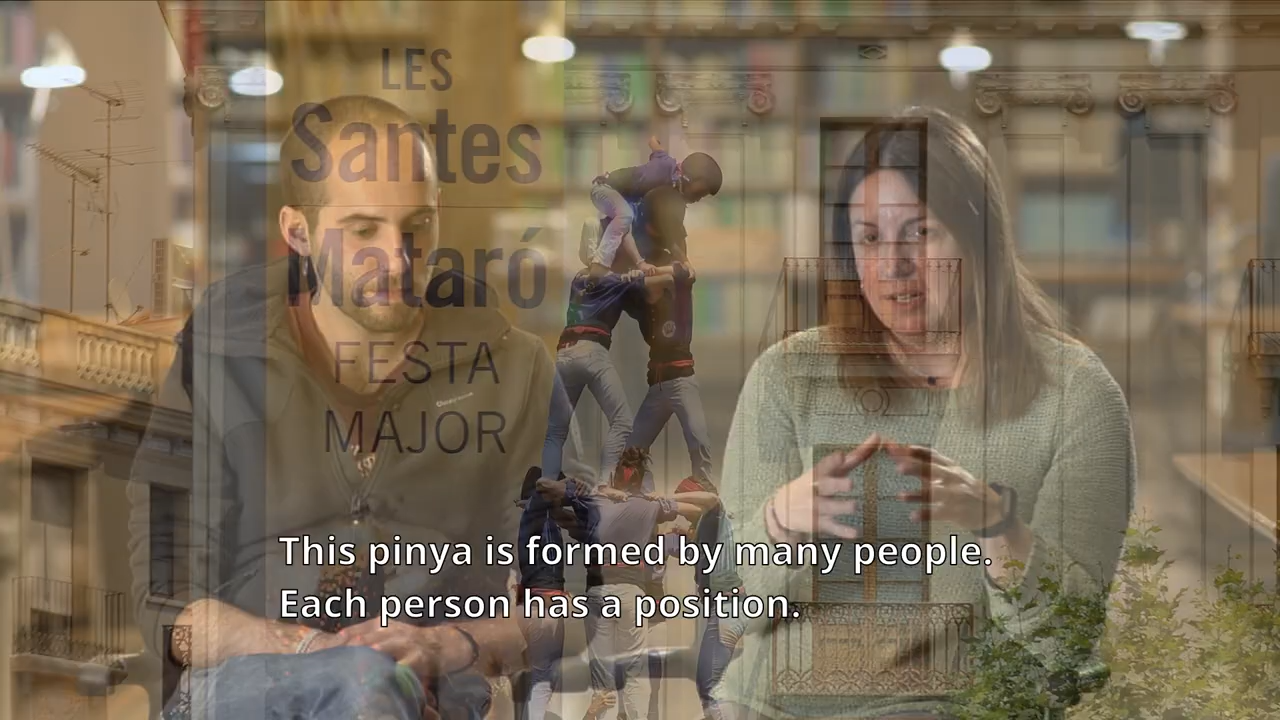 LES
Santes
Mataró
FESTA
MAJOR
This pinya is formed by many people.
Each person has a position.